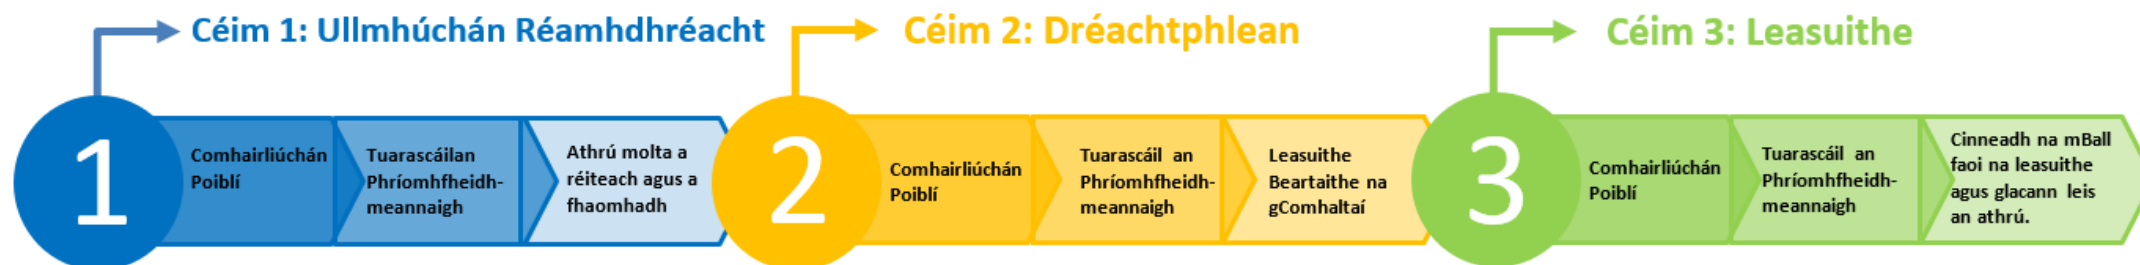 Céim 1: Ullmhúchán Réamhdhréacht
1
Comhairliúchán
Poiblí
Tuarascáilan
Phríomhfheidh-
meannaigh
Athrú molta a
réiteach agus a
fhaomhadh
Céim 2: Dréachtphlean
2
Comhairliúchán
Poiblí
Tuarascáil an
Phríomhfheidh-
meannaigh
Leasuithe
Beartaithe na
gComhaltaí
Céim 3: Leasuithe
3
Comhairliúchán
Poiblí
Tuarascáil an
Phríomhfheidh-
meannaigh
Cinneadh na mBall
faoi na leasuithe
agus glacann leis
an athrú.